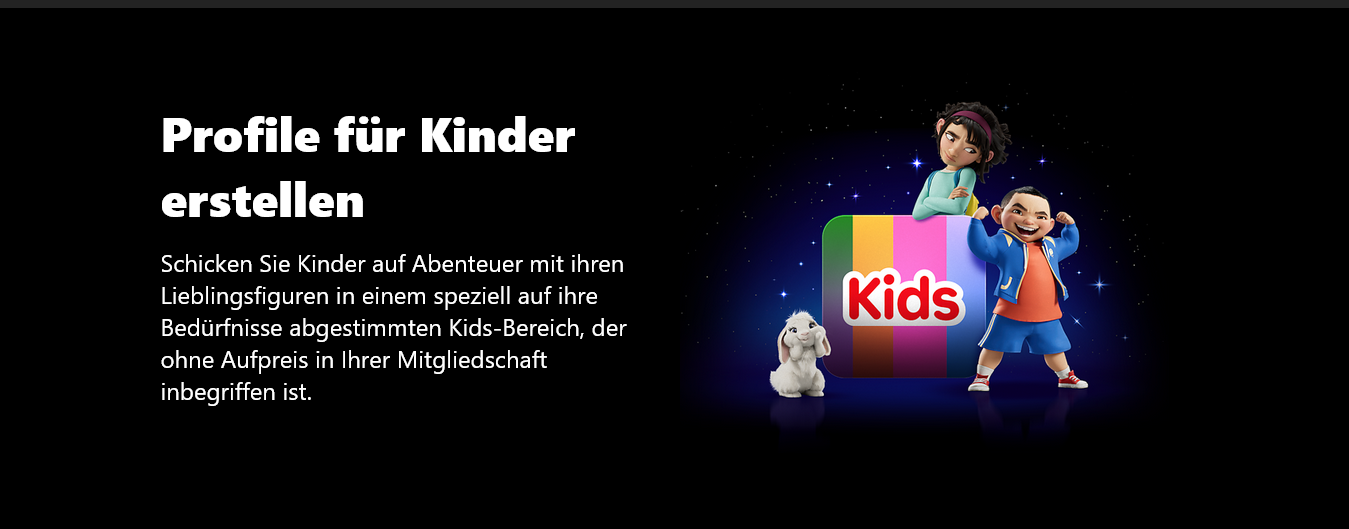 Profile für Kinder
erstellen
Schicken Sie Kinder auf Abenteuer mit ihren
Lieblingsfiguren in einem speziell auf ihre
Bedürfnisse abgestimmten Kids-Bereich, der
ohne Aufpreis in Ihrer Mitgliedschaft
inbegriffen ist.
Kids